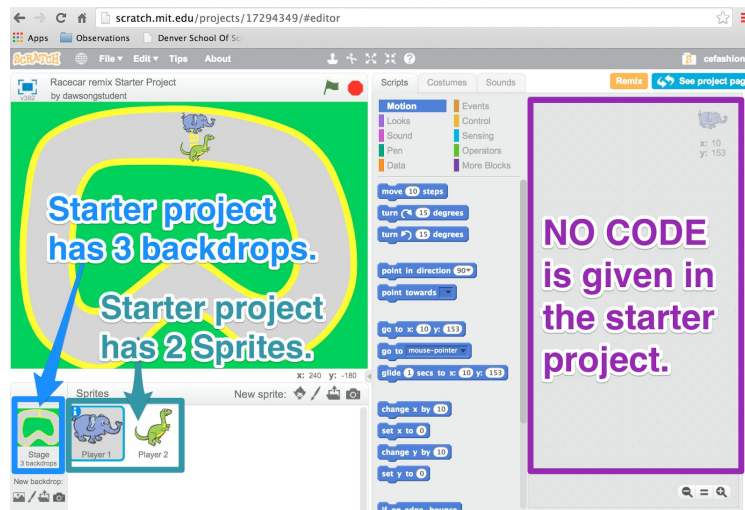 scratch.mit.edu/projects/17294349/#editor
Apps Observations Denver School Of Sc
SCRATCH File Edit Tips About cefashion
v392 Racecar remix Starter Project
by dawsongstudent
Scripts Costumes Sounds Remix See project pag
Motion Events
Looks Control
Sound Sensing
Pen Operators
Data More Blocks
x: 10
y: 153
move 10 steps
turn 15 degrees
turn 15 degrees
point in direction 90
point towards
go to x: 10 y: 153
go to mouse-pointer
glide 1 secs to x: 10 y: 153
change x by 10
set x to 0
change y by 10
set y to 0
if on edge, bounce
Starter project
has 3 backdrops.
Starter project
has 2 Sprites.
NO CODE
is given in
the starter
project.
x: 240 y: -180
Sprites New sprite:
Stage
3 backdrops
Player 1 Player 2
New backdrop: